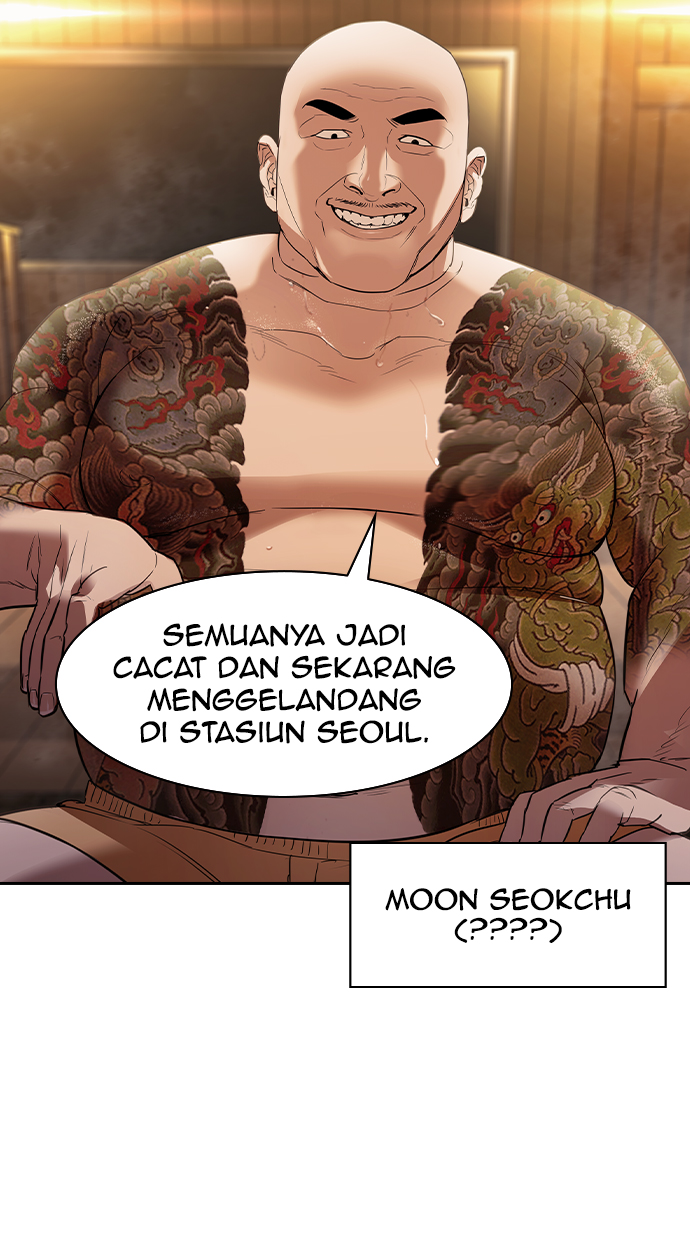 SEMUANYA JADI
CACAT DAN SEKARANG
MENGGELANDANG
DI STASIUN SEOUL.
MOON SEOKCHU
(????)